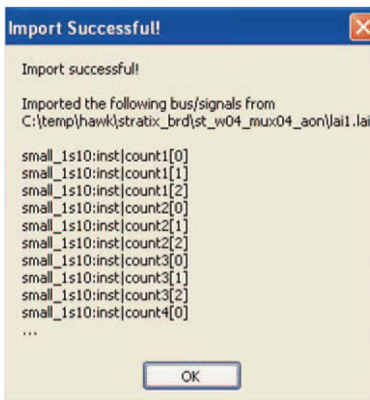 Import Successful!
Import successful!
Imported the following bus/signals from
C:\temp\hawk\stratix_brd\st_w04_mux04_aon\lai1.lai
small_1s10:inst|count1[0]
small_1s10:inst|count1[1]
small_1s10:inst|count1[2]
small_1s10:inst|count2[0]
small_1s10:inst|count2[1]
small_1s10:inst|count2[2]
small_1s10:inst|count3[0]
small_1s10:inst|count3[1]
small_1s10:inst|count3[2]
small_1s10:inst|count4[0]
...
OK